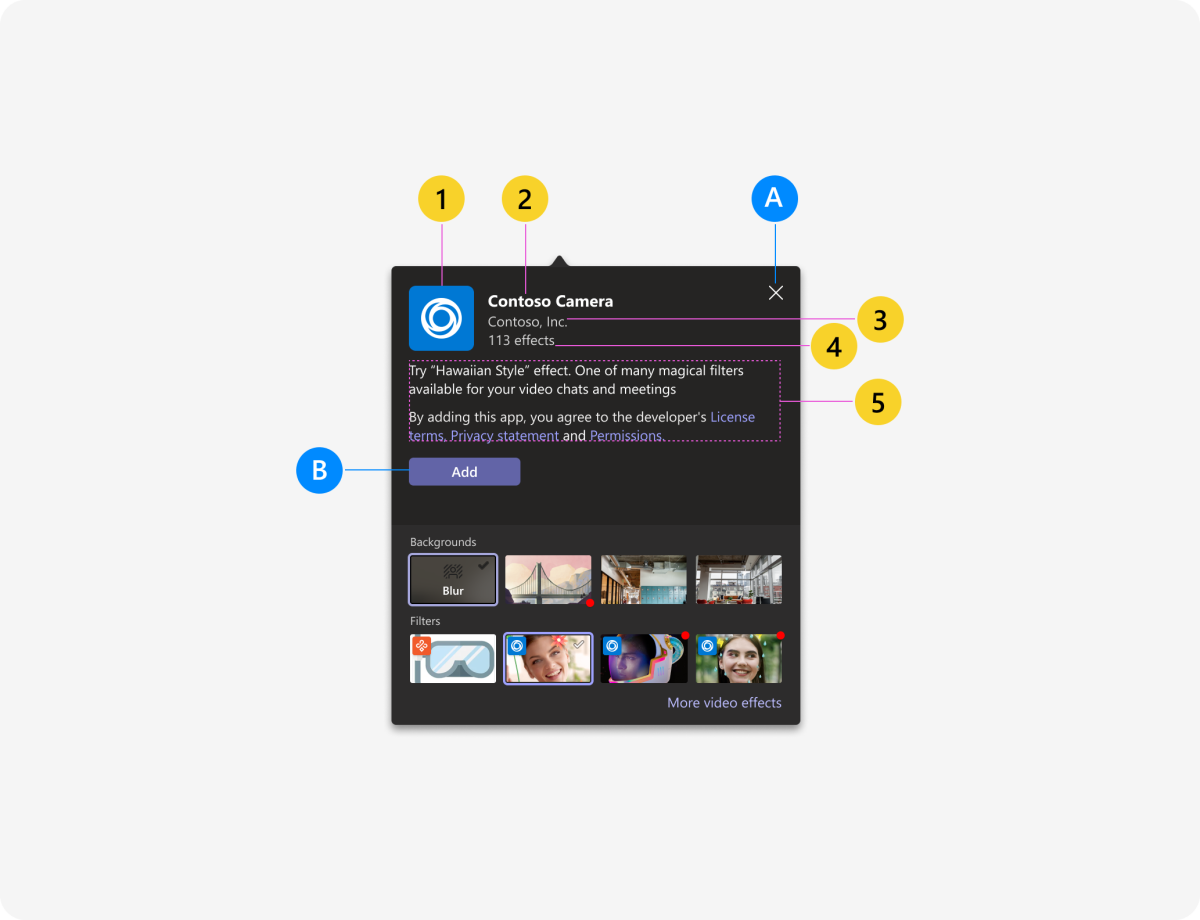 1 2 A
Contoso Camera
Contoso, Inc.
3
113 effects
4
Try “Hawaiian Style” effect. One of many magical filters
available for your video chats and meetings
5
By adding this app, you agree to the developer's License
terms, Privacy statement and Permissions.
B
Add
Backgrounds
Blur
Filters
More video effects